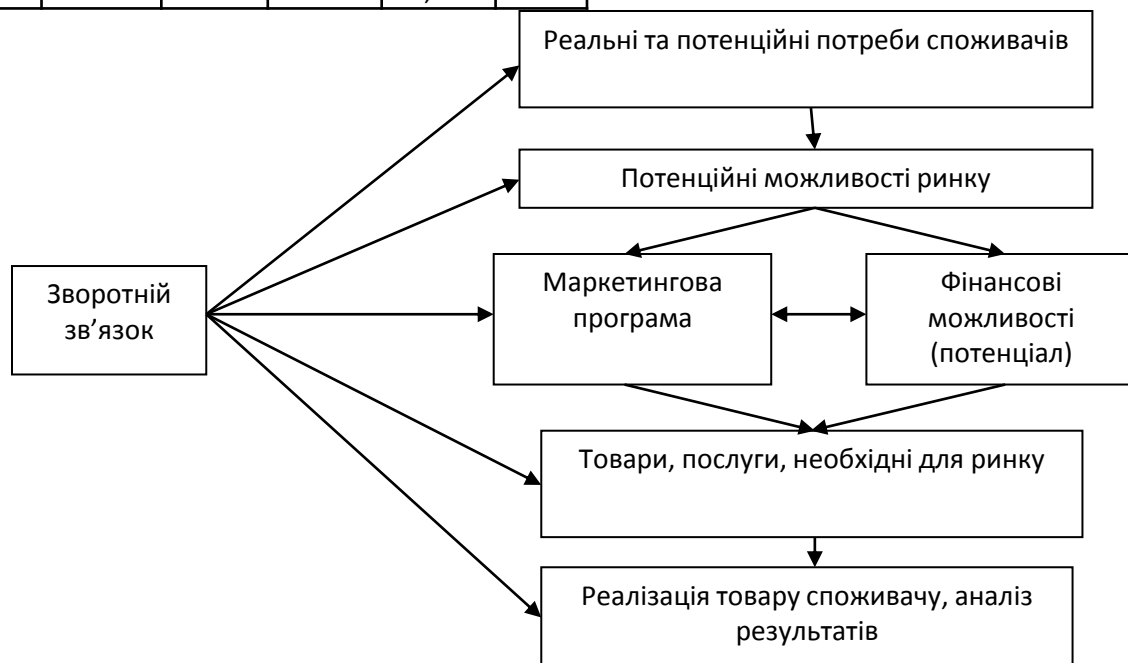 Реальні та потенційні потреби споживачів
Потенційні можливості ринку
Зворотній
зв’язок
Маркетингова
програма
Фінансові
можливості
(потенціал)
Товари, послуги, необхідні для ринку
Реалізація товару споживачу, аналіз
результатів